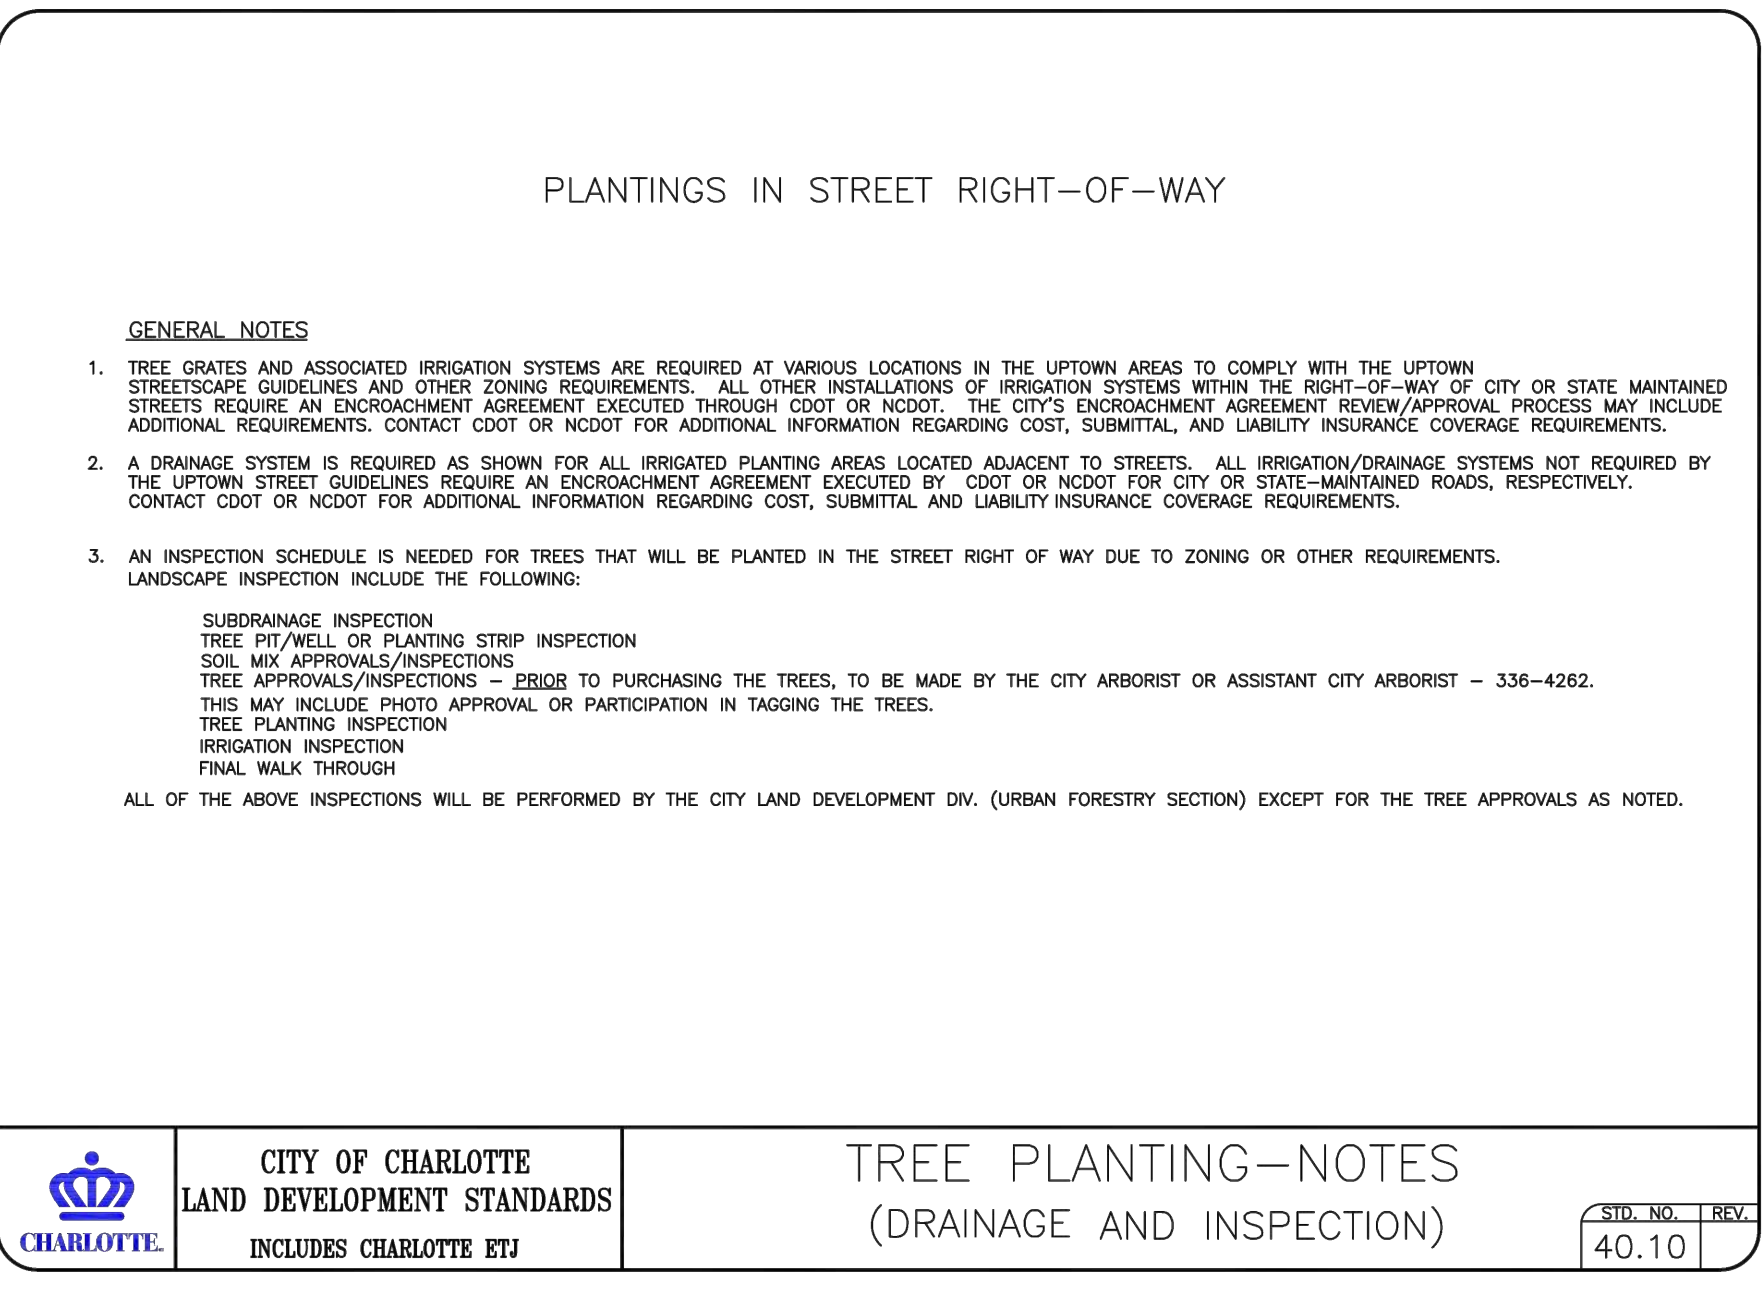 PLANTINGS IN STREET RIGHT-OF-WAY
GENERAL NOTES
1. TREE GRATES AND ASSOCIATED IRRIGATION SYSTEMS ARE REQUIRED AT VARIOUS LOCATIONS IN THE UPTOWN AREAS TO COMPLY WITH THE UPTOWN
STREETSCAPE GUIDELINES AND OTHER ZONING REQUIREMENTS. ALL OTHER INSTALLATIONS OF IRRIGATION SYSTEMS WITHIN THE RIGHT-OF-WAY OF CITY OR STATE MAINTAINED
STREETS REQUIRE AN ENCROACHMENT AGREEMENT EXECUTED THROUGH CDOT OR NCDOT. THE CITY'S ENCROACHMENT AGREEMENT REVIEW/APPROVAL PROCESS MAY INCLUDE
ADDITIONAL REQUIREMENTS. CONTACT CDOT OR NCDOT FOR ADDITIONAL INFORMATION REGARDING COST, SUBMITTAL, AND LIABILITY INSURANCE COVERAGE REQUIREMENTS.
2. A DRAINAGE SYSTEM IS REQUIRED AS SHOWN FOR ALL IRRIGATED PLANTING AREAS LOCATED ADJACENT TO STREETS. ALL IRRIGATION/DRAINAGE SYSTEMS NOT REQUIRED BY
THE UPTOWN STREET GUIDELINES REQUIRE AN ENCROACHMENT AGREEMENT EXECUTED BY CDOT OR NCDOT FOR CITY OR STATE-MAINTAINED ROADS, RESPECTIVELY.
CONTACT CDOT OR NCDOT FOR ADDITIONAL INFORMATION REGARDING COST, SUBMITTAL AND LIABILITY INSURANCE COVERAGE REQUIREMENTS.
3. AN INSPECTION SCHEDULE IS NEEDED FOR TREES THAT WILL BE PLANTED IN THE STREET RIGHT OF WAY DUE TO ZONING OR OTHER REQUIREMENTS.
LANDSCAPE INSPECTION INCLUDE THE FOLLOWING:
SUBDRAINAGE INSPECTION
TREE PIT/WELL OR PLANTING STRIP INSPECTION
SOIL MIX APPROVALS/INSPECTIONS
TREE APPROVALS/INSPECTIONS - PRIOR TO PURCHASING THE TREES, TO BE MADE BY THE CITY ARBORIST OR ASSISTANT CITY ARBORIST - 336-4262.
THIS MAY INCLUDE PHOTO APPROVAL OR PARTICIPATION IN TAGGING THE TREES.
TREE PLANTING INSPECTION
IRRIGATION INSPECTION
FINAL WALK THROUGH
ALL OF THE ABOVE INSPECTIONS WILL BE PERFORMED BY THE CITY LAND DEVELOPMENT DIV. (URBAN FORESTRY SECTION) EXCEPT FOR THE TREE APPROVALS AS NOTED.
CHARLOTTE.
CITY OF CHARLOTTE
LAND DEVELOPMENT STANDARDS
INCLUDES CHARLOTTE ETJ
TREE PLANTING-NOTES
(DRAINAGE AND INSPECTION)
STD. NO. REV.
40.10